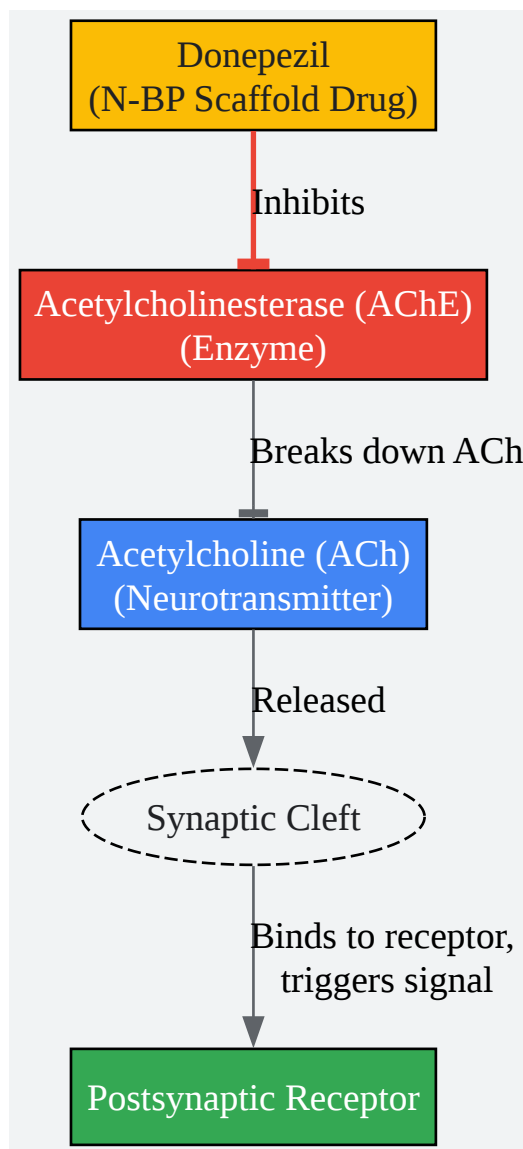 Donepezil
(N-BP Scaffold Drug)
Inhibits
Acetylcholinesterase (AChE)
(Enzyme)
Breaks down ACh
Acetylcholine (ACh)
(Neurotransmitter)
Released
Synaptic Cleft
Binds to receptor,
triggers signal
Postsynaptic Receptor